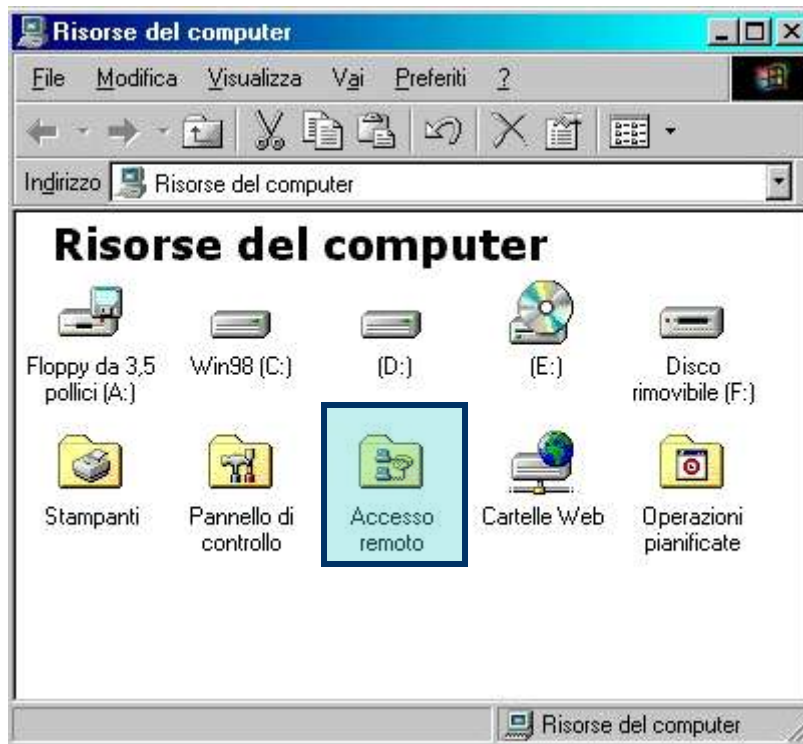 Risorse del computer
File Modifica Visualizza Vai Preferiti ?
Indirizzo Risorse del computer
Risorse del computer
Floppy da 3,5
pollici (A:)
Win98 (C:)
(D:)
(E:)
Disco
rimovibile (F:)
Stampanti
Pannello di
controllo
Accesso
remoto
Cartelle Web
Operazioni
pianificate
Risorse del computer